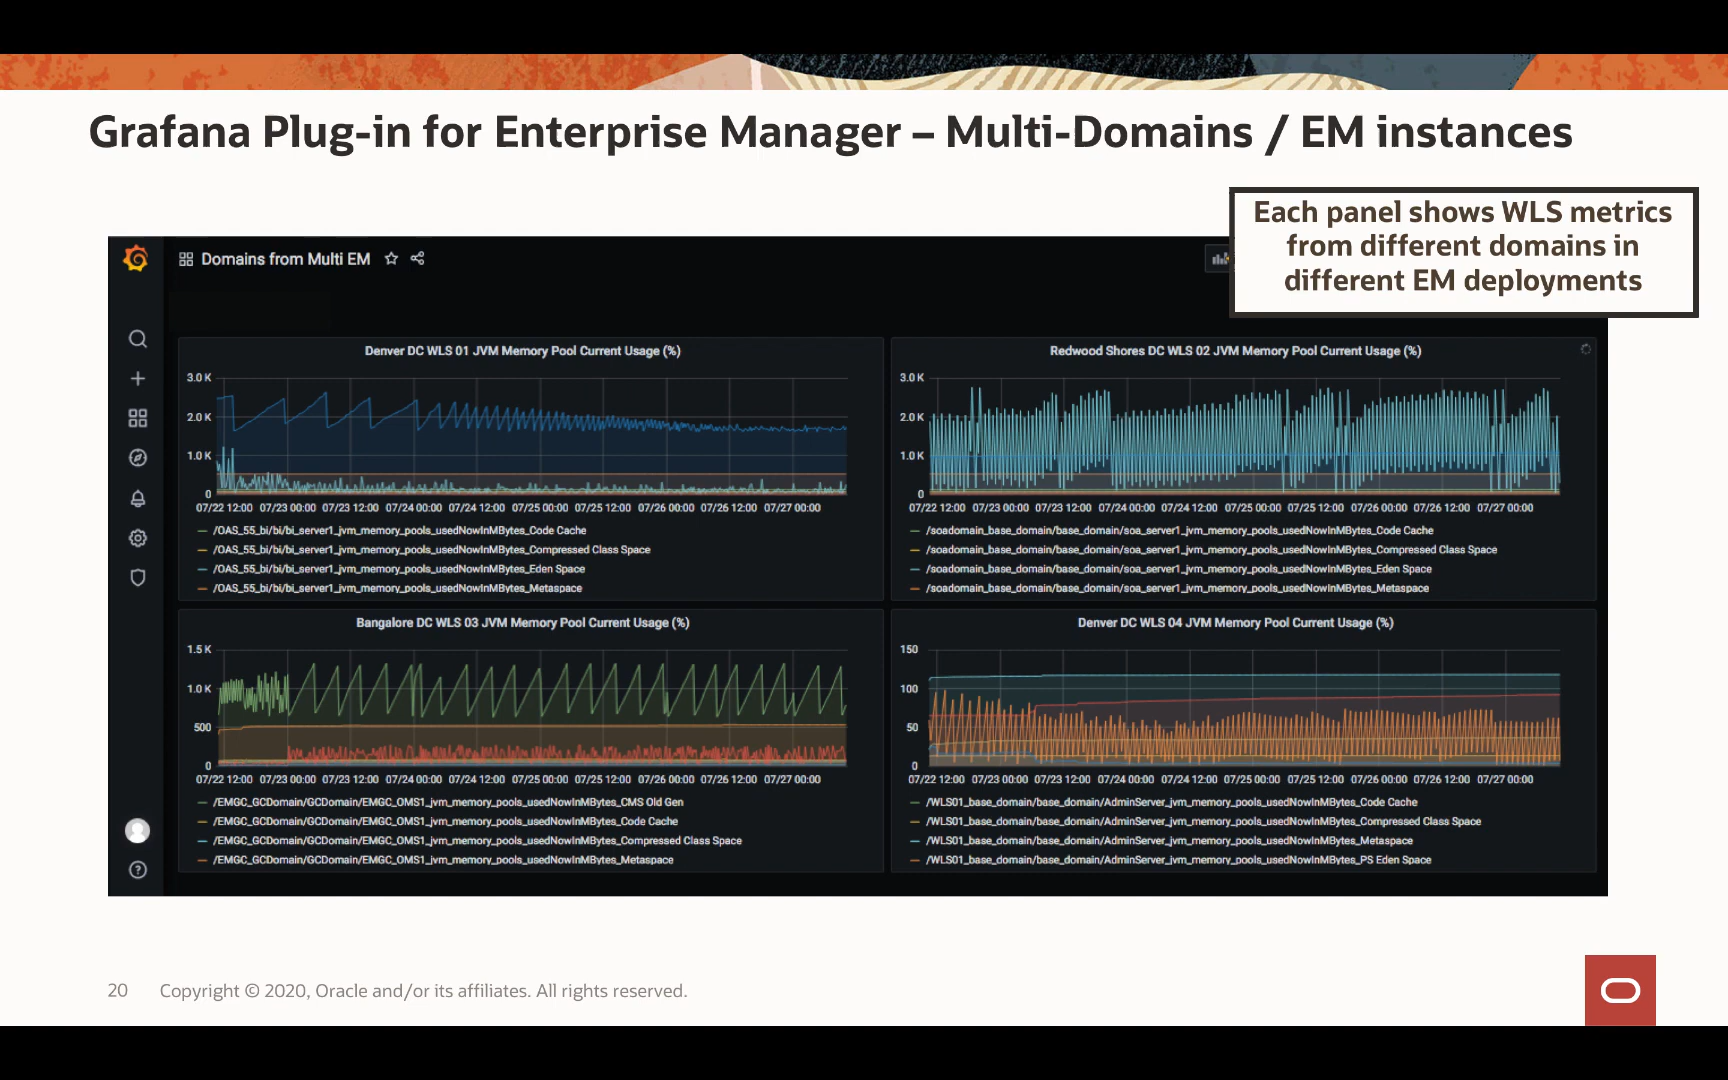 Grafana Plug-in for Enterprise Manager – Multi-Domains / EM instances
Each panel shows WLS metrics
from different domains in
different EM deployments
Domains from Multi EM
Denver DC WLS 01 JVM Memory Pool Current Usage (%)
3.0 K
2.0 K
1.0 K
0
07/22 12:00 07/23 00:00 07/23 12:00 07/24 00:00 07/24 12:00 07/25 00:00 07/25 12:00 07/26 00:00 07/26 12:00 07/27 00:00
/OAS_55_bi/bi/bi_server1_jvm_memory_pools_usedNowInMBytes_Code Cache
/OAS_55_bi/bi/bi_server1_jvm_memory_pools_usedNowInMBytes_Compressed Class Space
/OAS_55_bi/bi/bi_server1_jvm_memory_pools_usedNowInMBytes_Eden Space
/OAS_55_bi/bi/bi_server1_jvm_memory_pools_usedNowInMBytes_Metaspace
Redwood Shores DC WLS 02 JVM Memory Pool Current Usage (%)
3.0 K
2.0 K
1.0 K
0
07/22 12:00 07/23 00:00 07/23 12:00 07/24 00:00 07/24 12:00 07/25 00:00 07/25 12:00 07/26 00:00 07/26 12:00 07/27 00:00
/soadomain_base_domain/base_domain/soa_server1_jvm_memory_pools_usedNowInMBytes_Code Cache
/soadomain_base_domain/base_domain/soa_server1_jvm_memory_pools_usedNowInMBytes_Compressed Class Space
/soadomain_base_domain/base_domain/soa_server1_jvm_memory_pools_usedNowInMBytes_Eden Space
/soadomain_base_domain/base_domain/soa_server1_jvm_memory_pools_usedNowInMBytes_Metaspace
Bangalore DC WLS 03 JVM Memory Pool Current Usage (%)
1.5 K
1.0 K
500
0
07/22 12:00 07/23 00:00 07/23 12:00 07/24 00:00 07/24 12:00 07/25 00:00 07/25 12:00 07/26 00:00 07/26 12:00 07/27 00:00
/EMGC_GCDomain/GCDomain/EMGC_OMS1_jvm_memory_pools_usedNowInMBytes_CMS Old Gen
/EMGC_GCDomain/GCDomain/EMGC_OMS1_jvm_memory_pools_usedNowInMBytes_Code Cache
/EMGC_GCDomain/GCDomain/EMGC_OMS1_jvm_memory_pools_usedNowInMBytes_Compressed Class Space
/EMGC_GCDomain/GCDomain/EMGC_OMS1_jvm_memory_pools_usedNowInMBytes_Metaspace
Denver DC WLS 04 JVM Memory Pool Current Usage (%)
150
100
50
0
07/22 12:00 07/23 00:00 07/23 12:00 07/24 00:00 07/24 12:00 07/25 00:00 07/25 12:00 07/26 00:00 07/26 12:00 07/27 00:00
/WLS01_base_domain/base_domain/AdminServer_jvm_memory_pools_usedNowInMBytes_Code Cache
/WLS01_base_domain/base_domain/AdminServer_jvm_memory_pools_usedNowInMBytes_Compressed Class Space
/WLS01_base_domain/base_domain/AdminServer_jvm_memory_pools_usedNowInMBytes_Metaspace
/WLS01_base_domain/base_domain/AdminServer_jvm_memory_pools_usedNowInMBytes_PS Eden Space
20 Copyright © 2020, Oracle and/or its affiliates. All rights reserved.